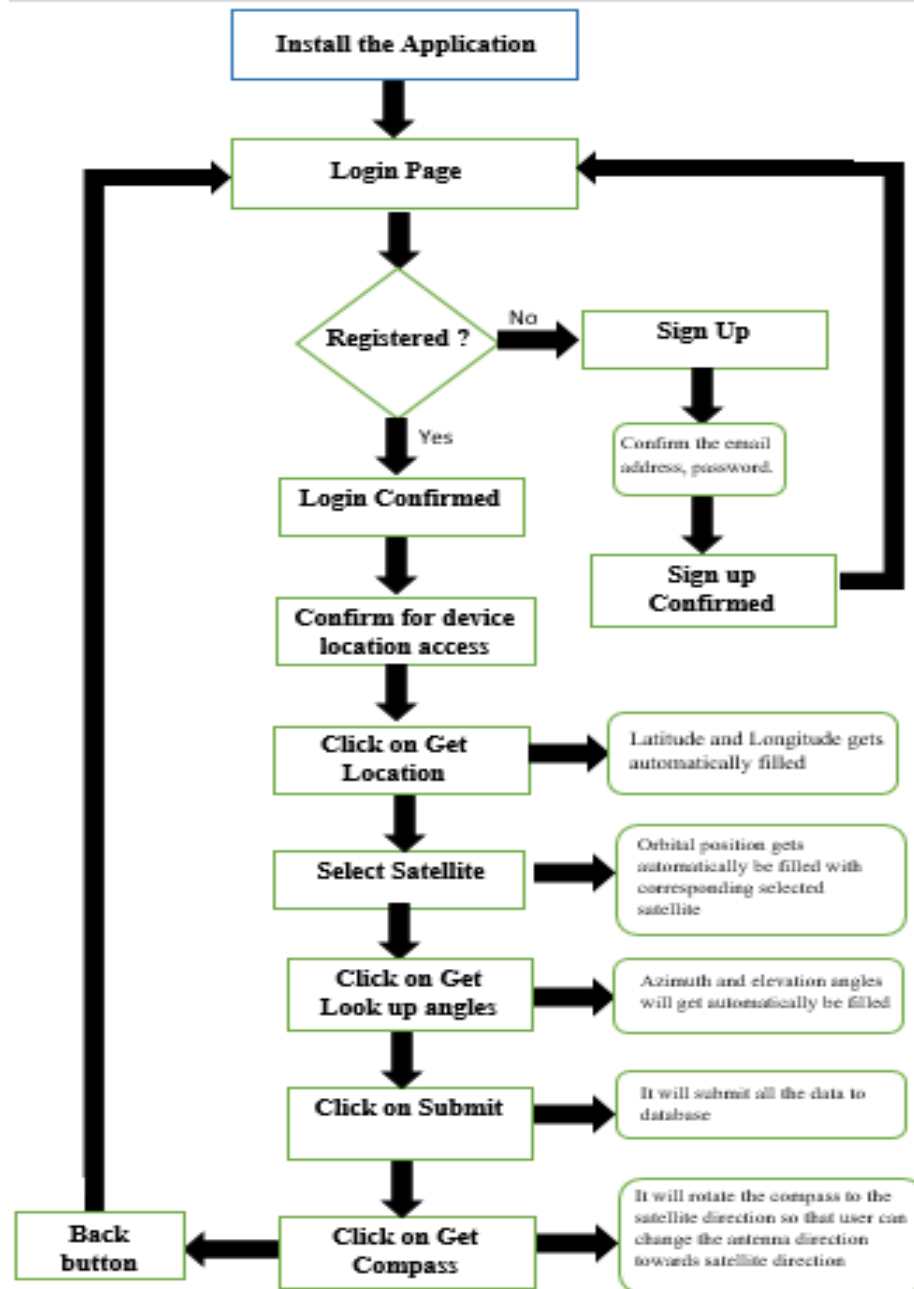 Install the Application
Login Page
Registered ?
No
Sign Up
Yes
Confirm the email
address, password.
Login Confirmed
Sign up
Confirmed
Confirm for device
location access
Click on Get
Location
Latitude and Longitude gets
automatically filled
Select Satellite
Orbital position gets
automatically be filled with
corresponding selected
satellite
Click on Get
Look up angles
Azimuth and elevation angles
will get automatically be filled
Click on Submit
It will submit all the data to
database
Click on Get
Compass
It will rotate the compass to the
satellite direction so that user can
change the antenna direction
towards satellite direction
Back
button